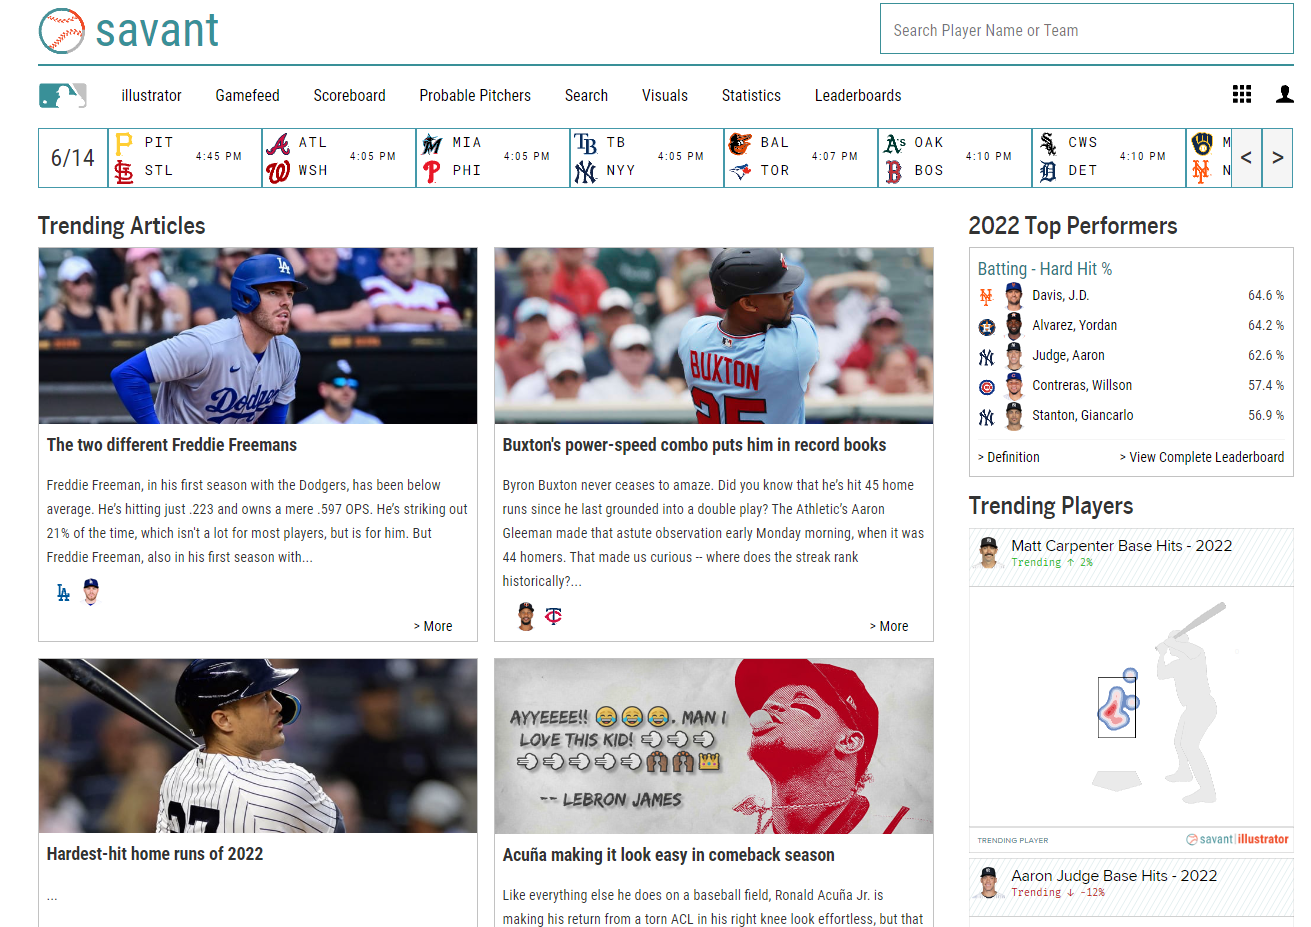 savant
Search Player Name or Team
illustrator Gamefeed Scoreboard Probable Pitchers Search Visuals Statistics Leaderboards
6/14
PIT
STL
4:45 PM
ATL
WSH
4:05 PM
MIA
PHI
4:05 PM
TB
NYY
4:05 PM
BAL
TOR
4:07 PM
OAK
BOS
4:10 PM
CWS
DET
4:10 PM
M
N
< >
Trending Articles
Dodgers
The two different Freddie Freemans
Freddie Freeman, in his first season with the Dodgers, has been below
average. He's hitting just .223 and owns a mere .597 OPS. He's striking out
21% of the time, which isn't a lot for most players, but is for him. But
Freddie Freeman, also in his first season with...
> More
BUXTON
25
Buxton's power-speed combo puts him in record books
Byron Buxton never ceases to amaze. Did you know that he's hit 45 home
runs since he last grounded into a double play? The Athletic's Aaron
Gleeman made that astute observation early Monday morning, when it was
44 homers. That made us curious -- where does the streak rank
historically?...
> More
27
Hardest-hit home runs of 2022
...
AYYEEEE!! 😂😂😂. MAN I
LOVE THIS KID!
-- LEBRON JAMES
Acuña making it look easy in comeback season
Like everything else he does on a baseball field, Ronald Acuña Jr. is
making his return from a torn ACL in his right knee look effortless, but that
2022 Top Performers
Batting - Hard Hit %
Davis, J.D. 64.6 %
Alvarez, Yordan 64.2 %
Judge, Aaron 62.6 %
Contreras, Willson 57.4 %
Stanton, Giancarlo 56.9 %
> Definition > View Complete Leaderboard
Trending Players
Matt Carpenter Base Hits - 2022
Trending ↑ 2%
TRENDING PLAYER savant|illustrator
Aaron Judge Base Hits - 2022
Trending ↓ -12%